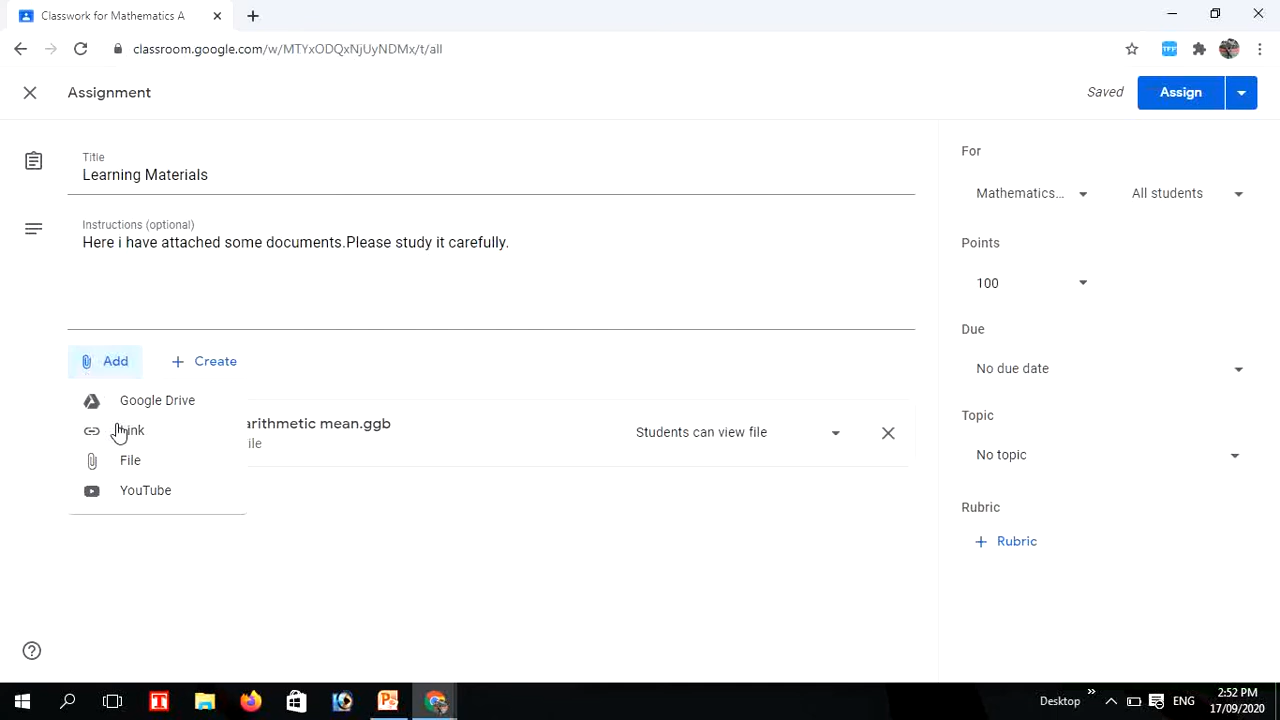 Classwork for Mathematics A
classroom.google.com/w/MTYxODQxNjUyNDMx/t/all
TFF
Assignment
Saved
Assign
Title
Learning Materials
Instructions (optional)
Here i have attached some documents.Please study it carefully.
Add
Create
Google Drive
File
YouTube
arithmetic mean.ggb
Students can view file
For
Mathematics...
All students
Points
100
Due
No due date
Topic
No topic
Rubric
Rubric
Desktop
ENG
2:52 PM
17/09/2020